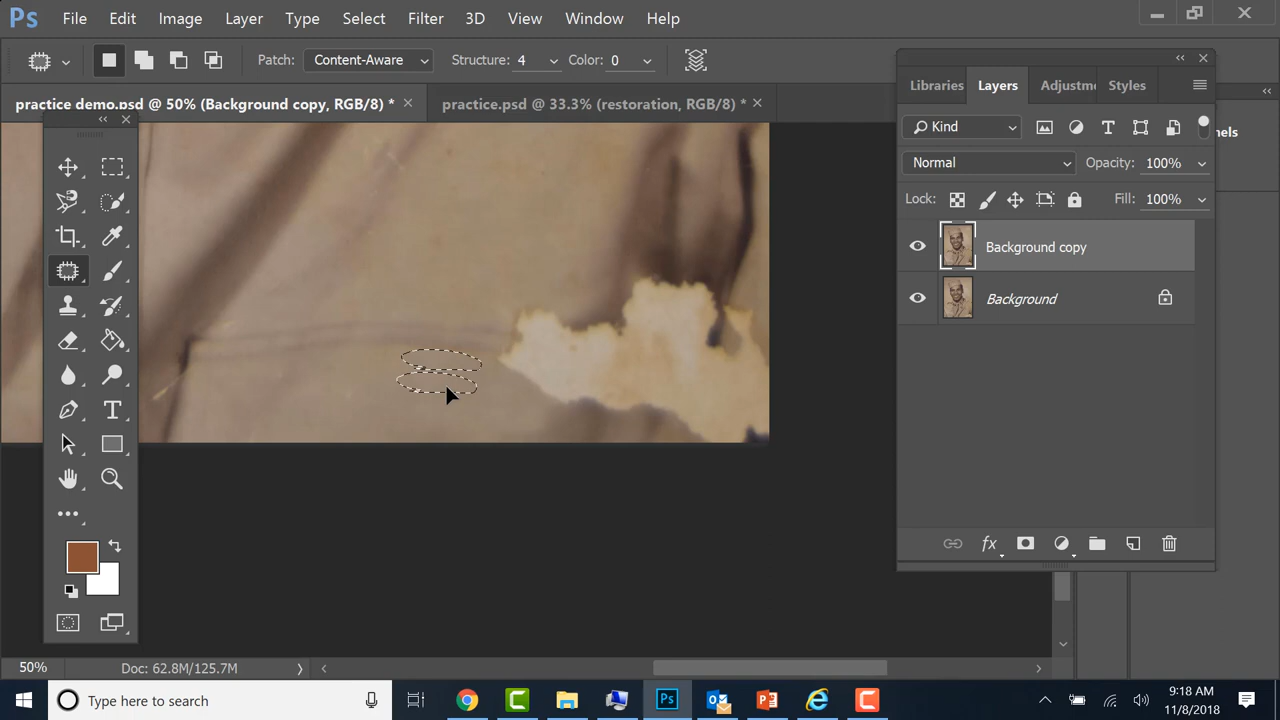 Ps File Edit Image Layer Type Select Filter 3D View Window Help
Patch: Content-Aware Structure: 4 Color: 0
practice demo.psd @ 50% (Background copy, RGB/8) * practice.psd @ 33.3% (restoration, RGB/8) *
Libraries Layers Adjustme Styles
Kind
nels
Normal Opacity: 100%
Lock: Fill: 100%
Background copy
Background
fx
50% Doc: 62.8M/125.7M
Type here to search
9:18 AM
11/8/2018